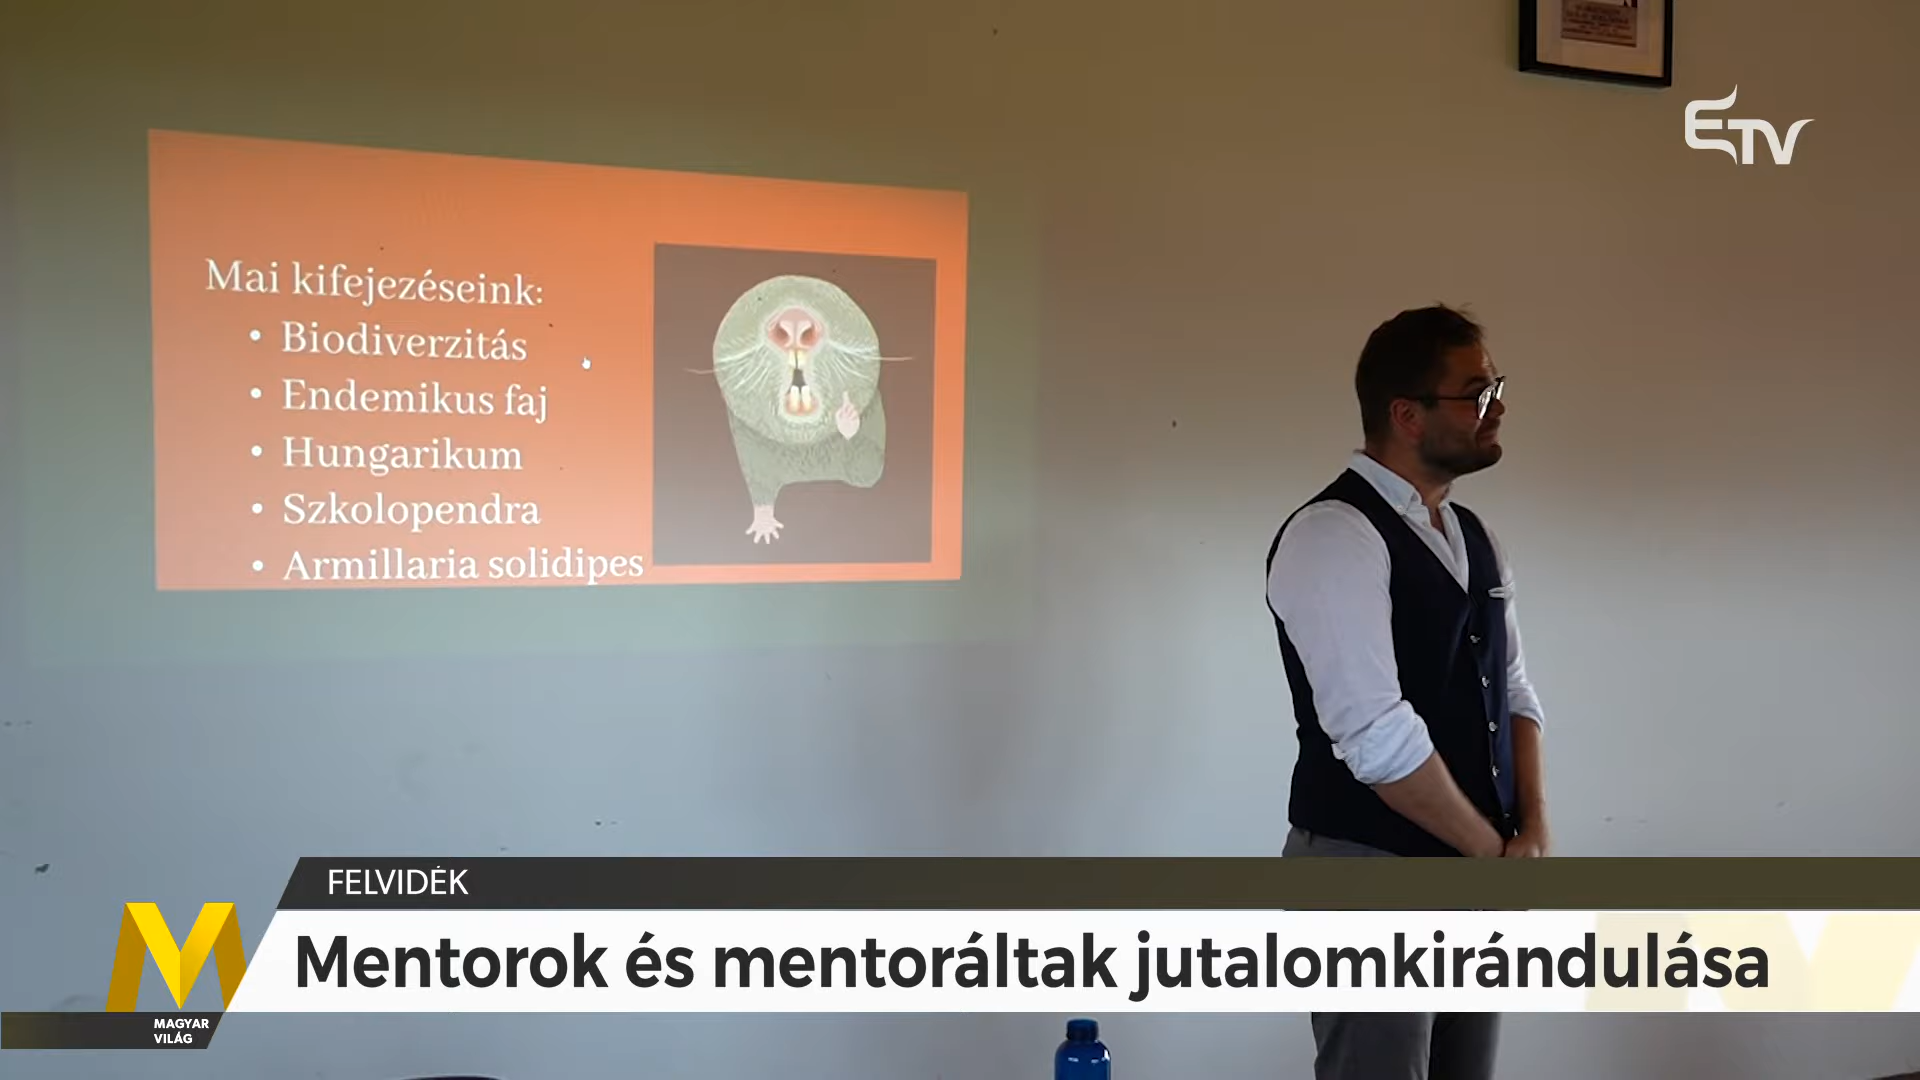 ETV
Mai kifejezéseink:
• Biodiverzitás
• Endemikus faj
• Hungarikum
• Szkolopendra
• Armillaria solidipes
FELVIDÉK
Mentorok és mentoráltak jutalomkirándulása
MAGYAR
VILÁG